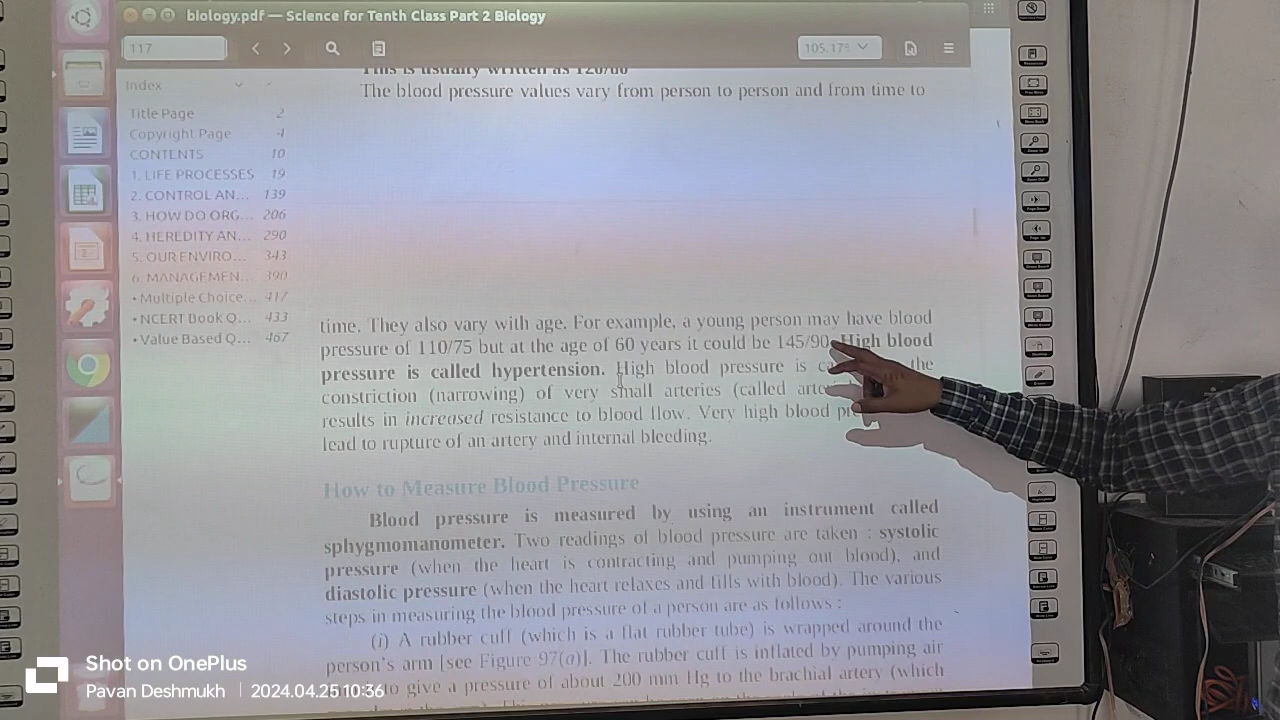 biology.pdf — Science for Tenth Class Part 2 Biology
117
105.17%
Index
Title Page 2
Copyright Page 4
CONTENTS 10
1. LIFE PROCESSES 19
2. CONTROL AN... 139
3. HOW DO ORG... 206
4. HEREDITY AN... 290
5. OUR ENVIRO... 343
6. MANAGEMEN... 390
• Multiple Choice... 417
• NCERT Book Q... 433
• Value Based Q... 467
This is usually written as 120/80
The blood pressure values vary from person to person and from time to
time. They also vary with age. For example, a young person may have blood
pressure of 110/75 but at the age of 60 years it could be 145/90. High blood
pressure is called hypertension. High blood pressure is the
constriction (narrowing) of very small arteries (called
results in increased resistance to blood flow. Very high blood
lead to rupture of an artery and internal bleeding.
How to Measure Blood Pressure
Blood pressure is measured by using an instrument called
sphygmomanometer. Two readings of blood pressure are taken : systolic
pressure (when the heart is contracting and pumping out blood), and
diastolic pressure (when the heart relaxes and fills with blood). The various
steps in measuring the blood pressure of a person are as follows :
(i) A rubber cuff (which is a flat rubber tube) is wrapped around the
person's arm [see Figure 97(a)]. The rubber cuff is inflated by pumping air
to give a pressure of about 200 mm Hg to the brachial artery (which
Shot on OnePlus
Pavan Deshmukh | 2024.04.25 10:36